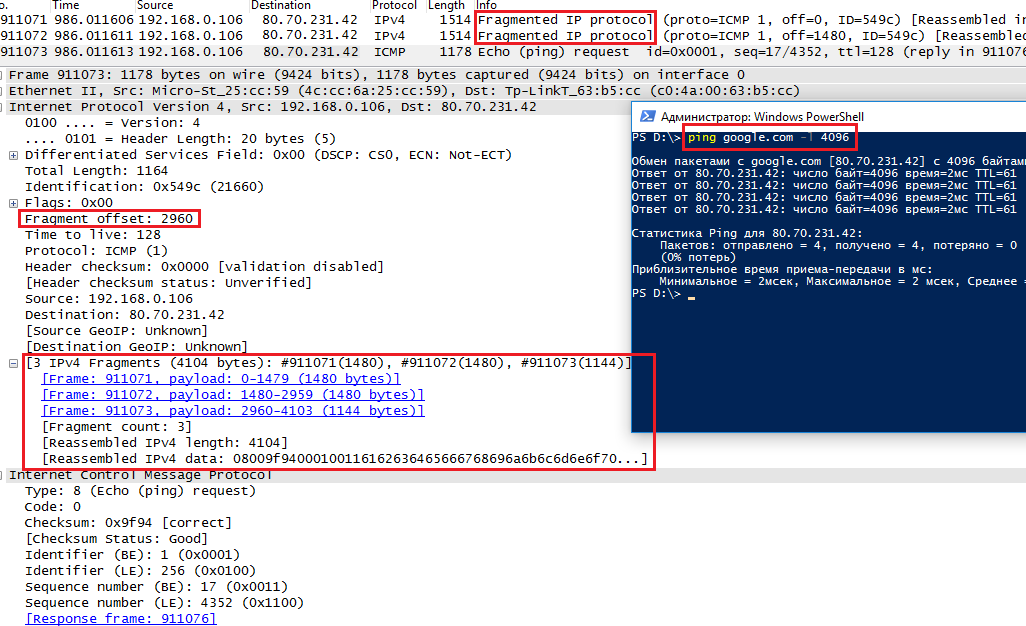 o. Time Source Destination Protocol Length Info
911071 986.011606 192.168.0.106 80.70.231.42 IPv4 1514 Fragmented IP protocol (proto=ICMP 1, off=0, ID=549c) [Reassembled in
911072 986.011611 192.168.0.106 80.70.231.42 IPv4 1514 Fragmented IP protocol (proto=ICMP 1, off=1480, ID=549c) [Reassembled
911073 986.011613 192.168.0.106 80.70.231.42 ICMP 1178 Echo (ping) request id=0x0001, seq=17/4352, ttl=128 (reply in 911076
Frame 911073: 1178 bytes on wire (9424 bits), 1178 bytes captured (9424 bits) on interface 0
Ethernet II, Src: Micro-St_25:cc:59 (4c:cc:6a:25:cc:59), Dst: Tp-LinkT_63:b5:cc (c0:4a:00:63:b5:cc)
Internet Protocol Version 4, Src: 192.168.0.106, Dst: 80.70.231.42
0100 .... = Version: 4
.... 0101 = Header Length: 20 bytes (5)
Differentiated Services Field: 0x00 (DSCP: CS0, ECN: Not-ECT)
Total Length: 1164
Identification: 0x549c (21660)
Flags: 0x00
Fragment offset: 2960
Time to live: 128
Protocol: ICMP (1)
Header checksum: 0x0000 [validation disabled]
[Header checksum status: Unverified]
Source: 192.168.0.106
Destination: 80.70.231.42
[Source GeoIP: Unknown]
[Destination GeoIP: Unknown]
[3 IPv4 Fragments (4104 bytes): #911071(1480), #911072(1480), #911073(1144)]
[Frame: 911071, payload: 0-1479 (1480 bytes)]
[Frame: 911072, payload: 1480-2959 (1480 bytes)]
[Frame: 911073, payload: 2960-4103 (1144 bytes)]
[Fragment count: 3]
[Reassembled IPv4 length: 4104]
[Reassembled IPv4 data: 08009f94000100116162636465666768696a6b6c6d6e6f70...]
Internet Control Message Protocol
Type: 8 (Echo (ping) request)
Code: 0
Checksum: 0x9f94 [correct]
[Checksum Status: Good]
Identifier (BE): 1 (0x0001)
Identifier (LE): 256 (0x0100)
Sequence number (BE): 17 (0x0011)
Sequence number (LE): 4352 (0x1100)
[Response frame: 911076]
Администратор: Windows PowerShell
PS D:\> ping google.com -l 4096
Обмен пакетами с google.com [80.70.231.42] с 4096 байтами
Ответ от 80.70.231.42: число байт=4096 время=2мс TTL=61
Ответ от 80.70.231.42: число байт=4096 время=2мс TTL=61
Ответ от 80.70.231.42: число байт=4096 время=2мс TTL=61
Ответ от 80.70.231.42: число байт=4096 время=2мс TTL=61
Статистика Ping для 80.70.231.42:
Пакетов: отправлено = 4, получено = 4, потеряно = 0
(0% потерь)
Приблизительное время приема-передачи в мс:
Минимальное = 2мсек, Максимальное = 2 мсек, Среднее =
PS D:\>